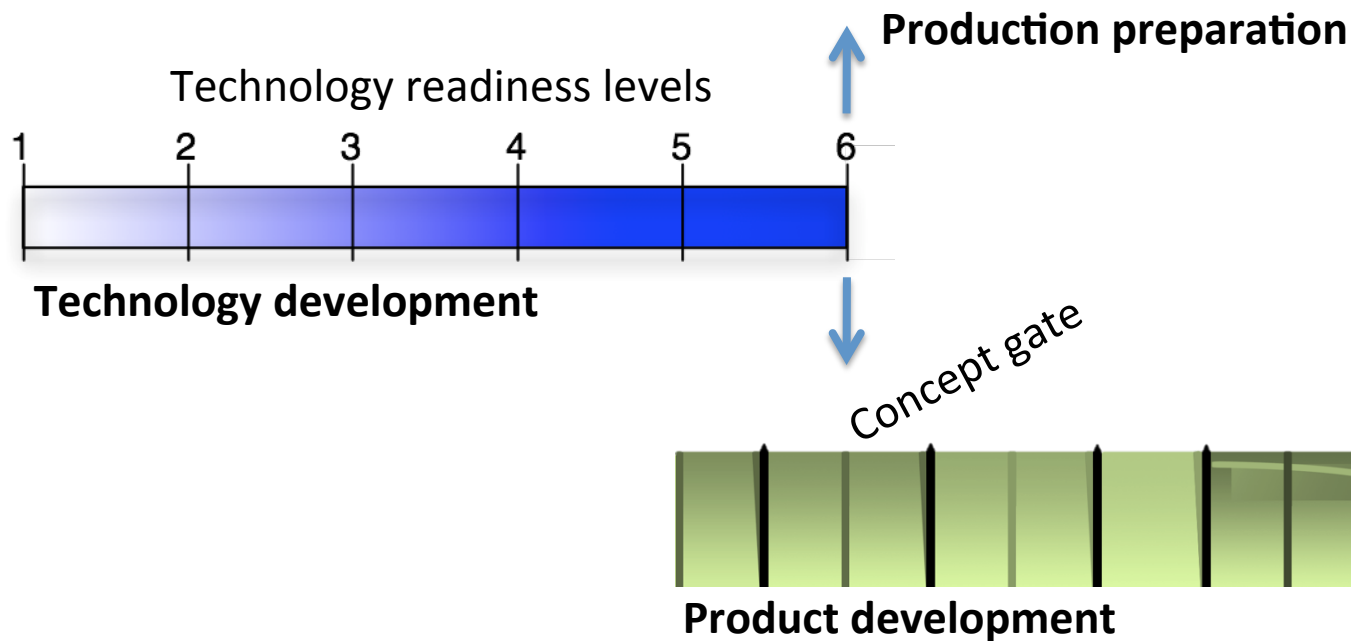 Production preparation
Technology readiness levels
1 2 3 4 5 6
Technology development
Concept gate
Product development